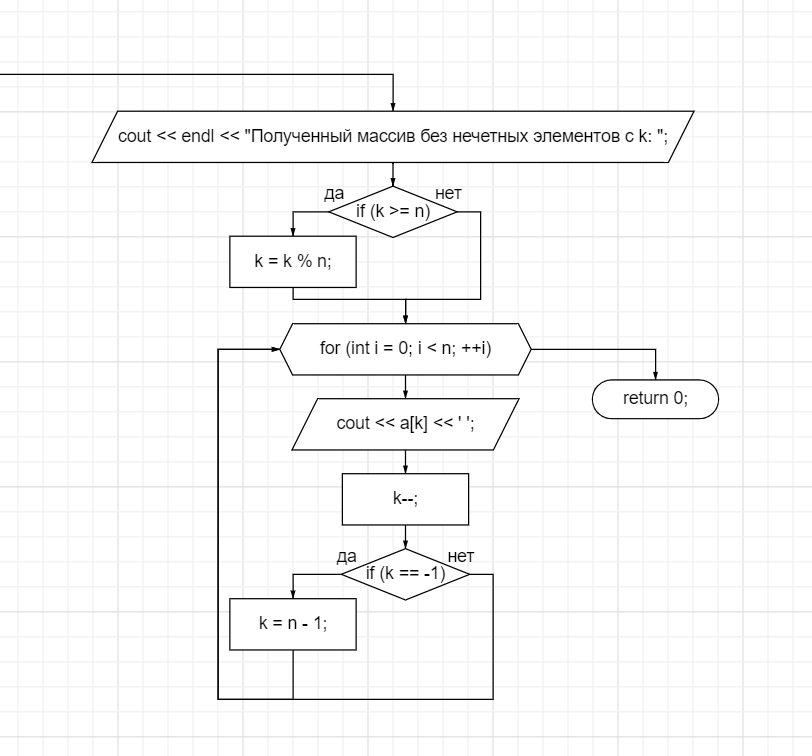 cout << endl << "Полученный массив без нечетных элементов с k: ";
да
нет
if (k >= n)
k = k % n;
for (int i = 0; i < n; ++i)
return 0;
cout << a[k] << ' ';
k--;
да
нет
if (k == -1)
k = n - 1;